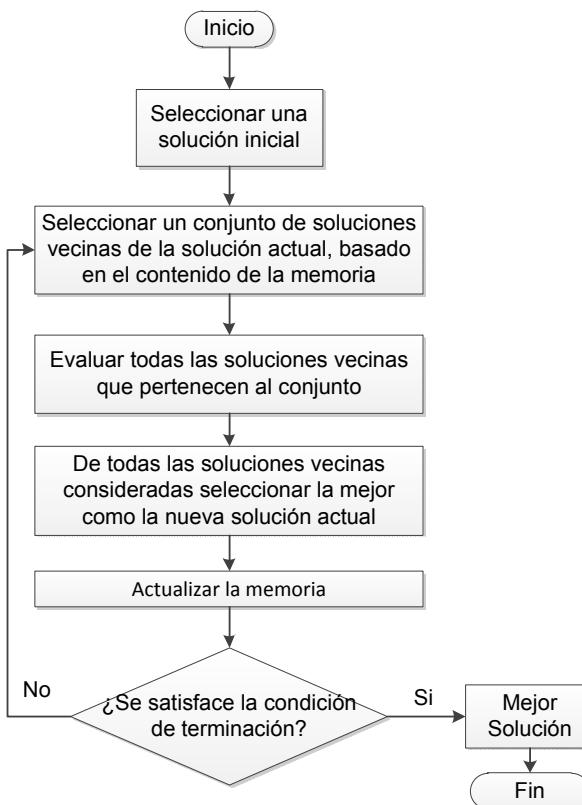 Inicio
Seleccionar una
solución inicial
Seleccionar un conjunto de soluciones
vecinas de la solución actual, basado
en el contenido de la memoria
Evaluar todas las soluciones vecinas
que pertenecen al conjunto
De todas las soluciones vecinas
consideradas seleccionar la mejor
como la nueva solución actual
Actualizar la memoria
¿Se satisface la condición
de terminación?
No
Si
Mejor
Solución
Fin